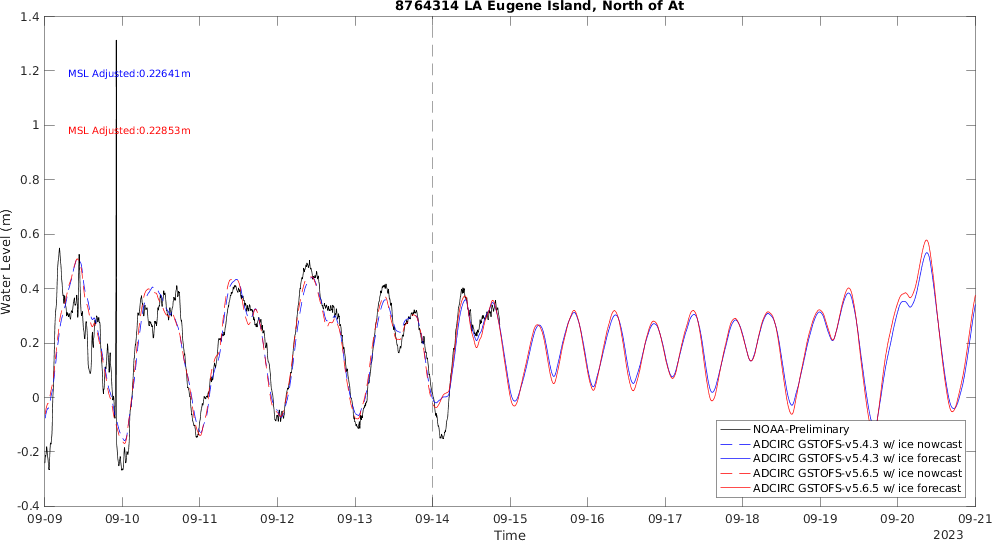 8764314 LA Eugene Island, North of At
1.4
1.2
1
0.8
0.6
0.4
0.2
0
-0.2
-0.4
Water Level (m)
MSL Adjusted:0.22641m
MSL Adjusted:0.22853m
NOAA-Preliminary
ADCIRC GSTOFS-v5.4.3 w/ ice nowcast
ADCIRC GSTOFS-v5.4.3 w/ ice forecast
ADCIRC GSTOFS-v5.6.5 w/ ice nowcast
ADCIRC GSTOFS-v5.6.5 w/ ice forecast
09-09 09-10 09-11 09-12 09-13 09-14 09-15 09-16 09-17 09-18 09-19 09-20 09-21
Time
2023